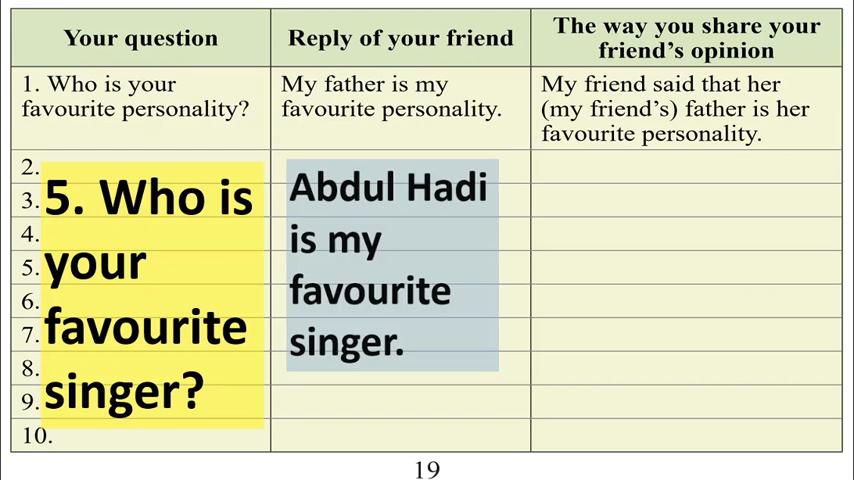 Your question
Reply of your friend
The way you share your
friend's opinion
1. Who is your
favourite personality?
My father is my
favourite personality.
My friend said that her
(my friend's) father is her
favourite personality.
2.
3.
4.
5.
6.
7.
8.
9.
10.
5. Who is
your
favourite
singer?
Abdul Hadi
is my
favourite
singer.
19